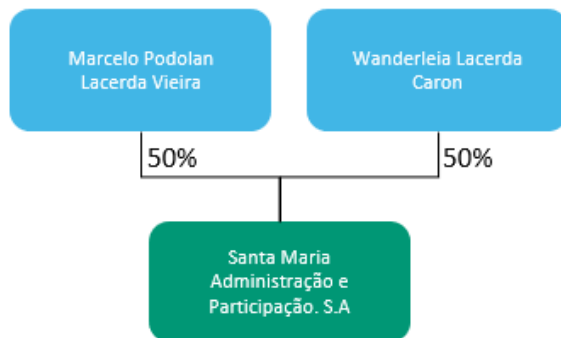 Marcelo Podolan
Lacerda Vieira
Wanderleia Lacerda
Caron
50%
50%
Santa Maria
Administração e
Participação. S.A